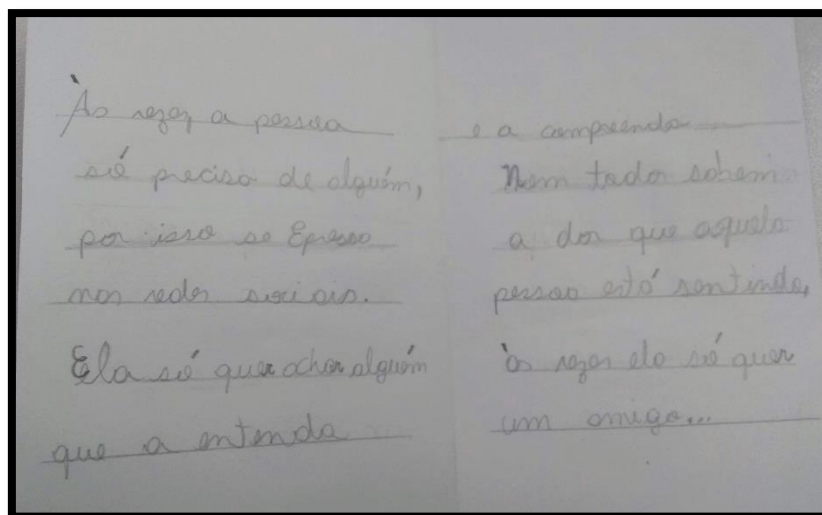 Às vezes a pessoa
só precisa de alguém,
por isso se Epressa
nas redes sociais.
Ela só quer achar alguém
que a entenda
e a compreenda
Nem todos sabem
a dor que aquela
pessoa está sentindo,
às vezes ela só quer
um amigo...